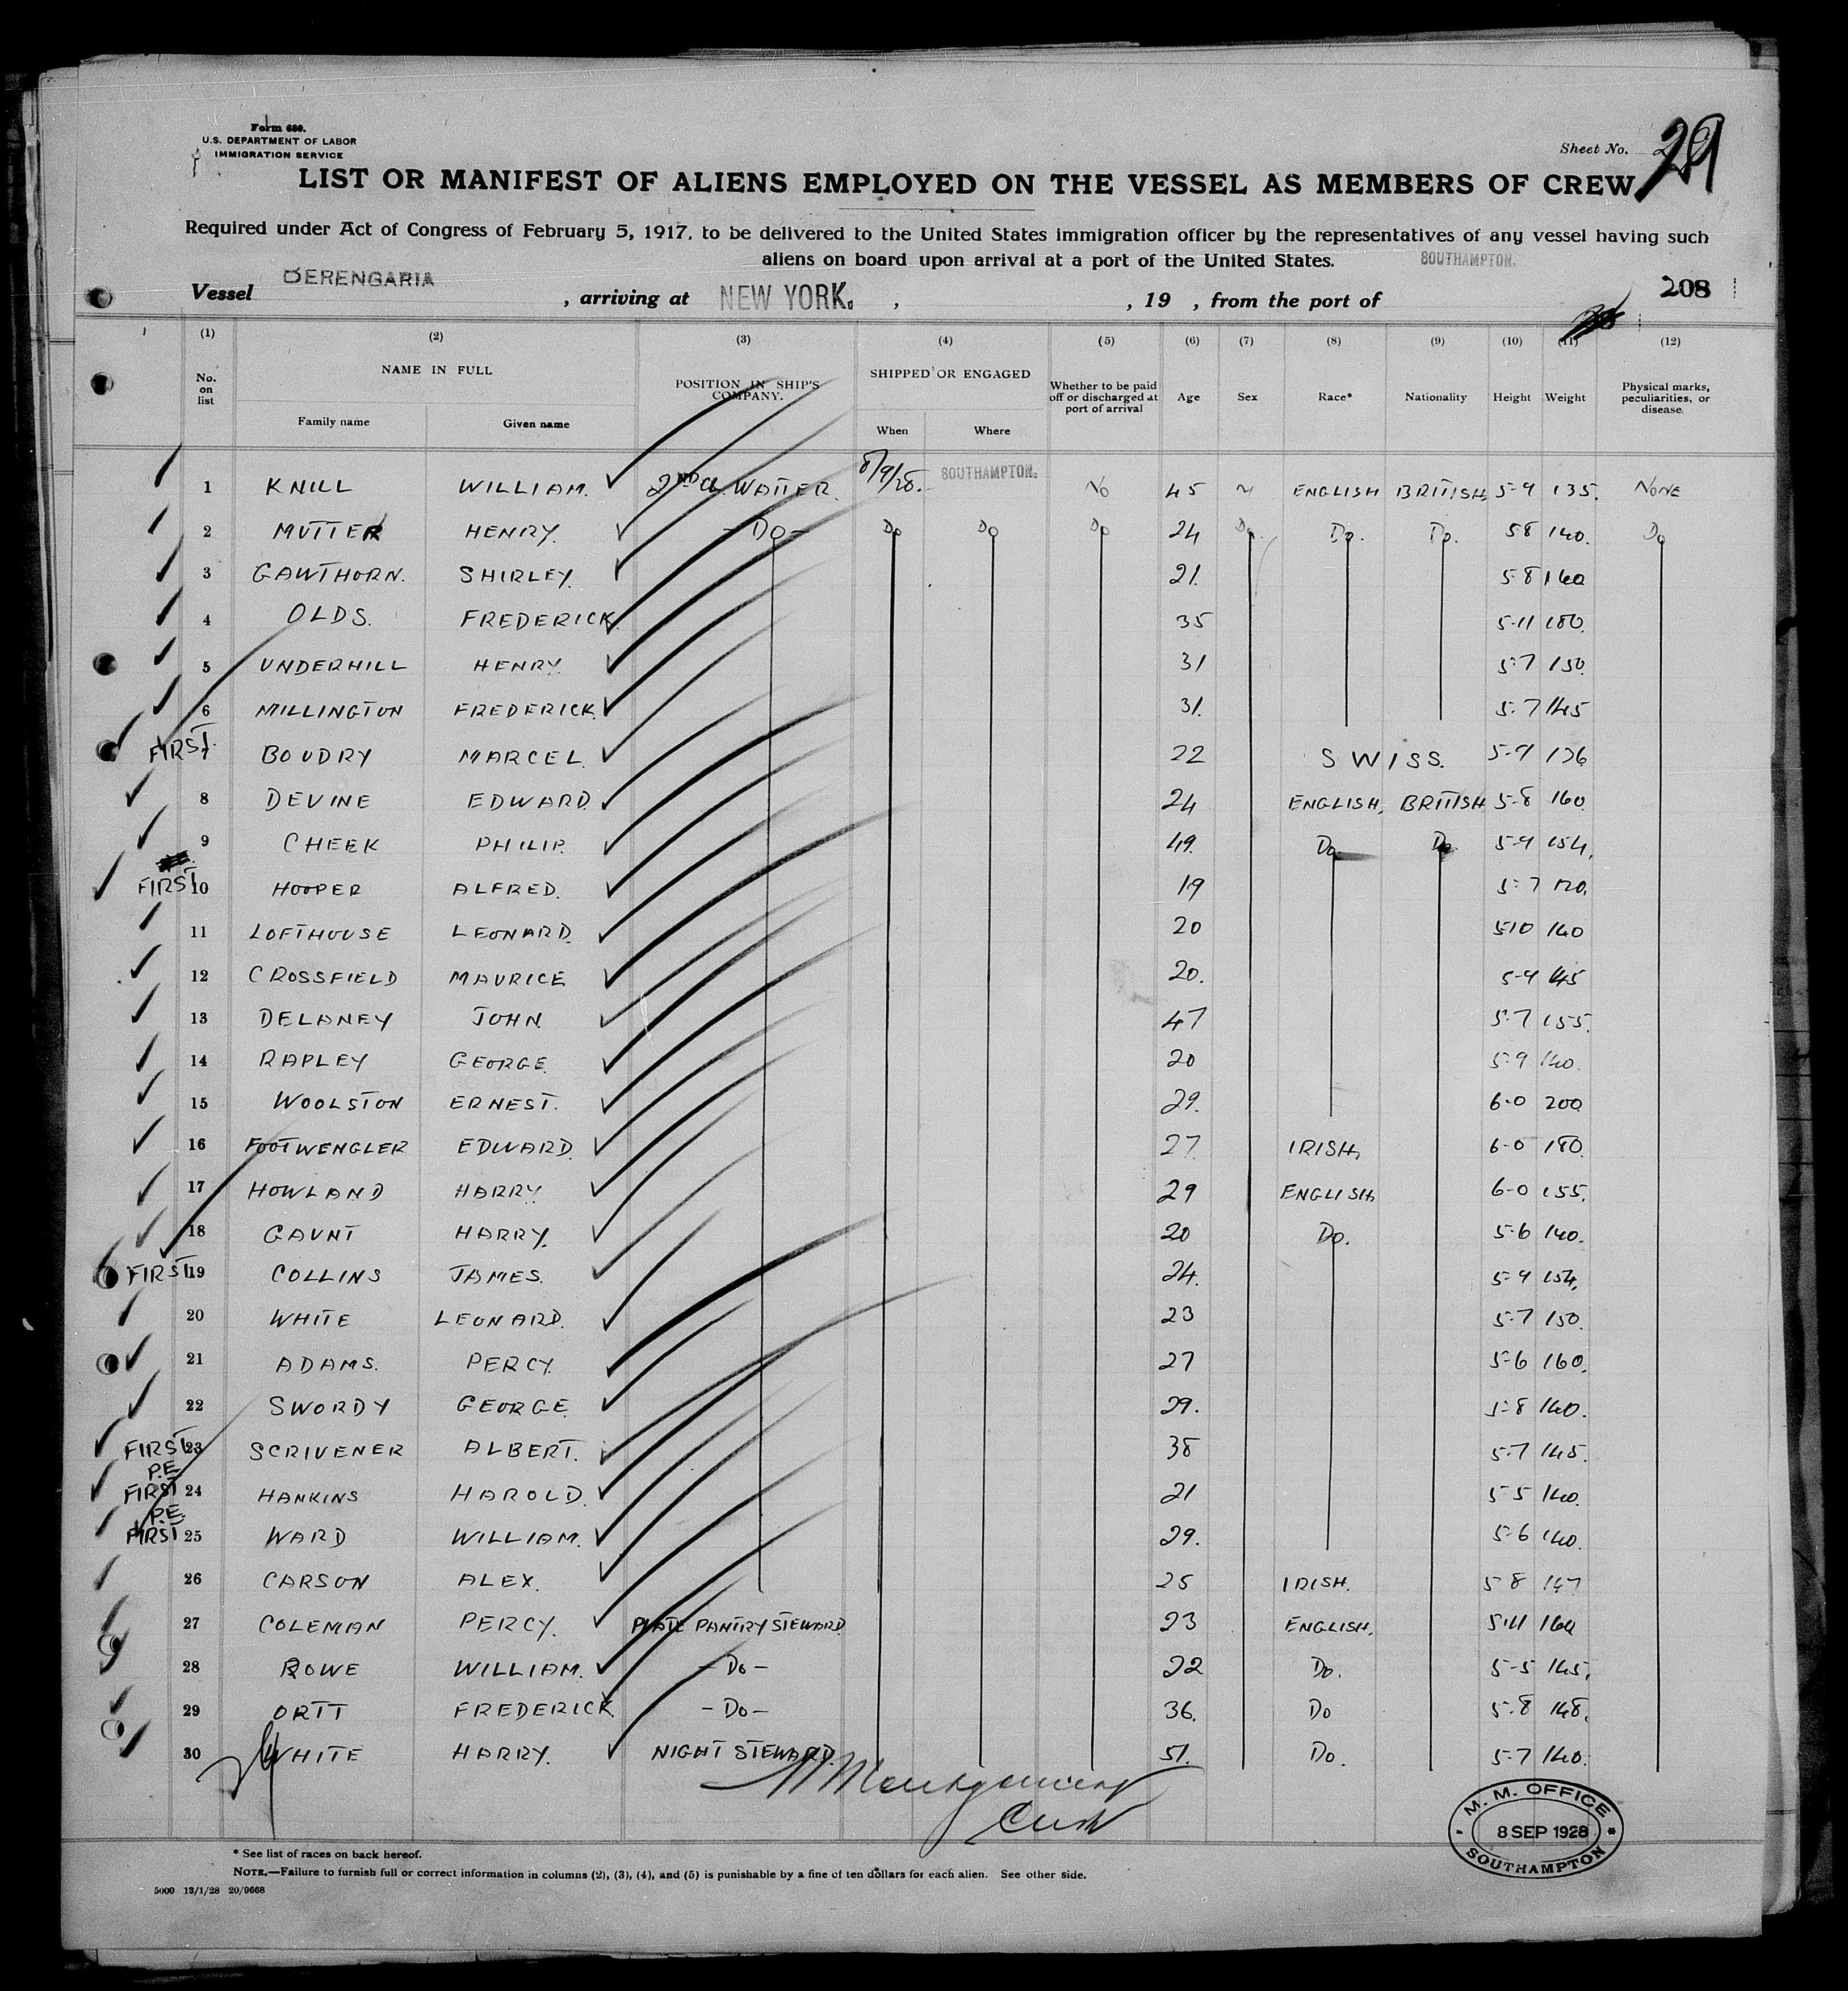 Form 680.
U.S. DEPARTMENT OF LABOR
IMMIGRATION SERVICE
Sheet No. 29
LIST OR MANIFEST OF ALIENS EMPLOYED ON THE VESSEL AS MEMBERS OF CREW
Required under Act of Congress of February 5, 1917, to be delivered to the United States immigration officer by the representatives of any vessel having such
aliens on board upon arrival at a port of the United States.
Vessel BERENGARIA, arriving at NEW YORK. , , 19 , from the port of SOUTHAMPTON. 208
(1) (2) (3) (4) (5) (6) (7) (8) (9) (10) (11) (12)
No. on list NAME IN FULL Family name Given name POSITION IN SHIP'S COMPANY. SHIPPED OR ENGAGED When Where Whether to be paid off or discharged at port of arrival Age Sex Race* Nationality Height Weight Physical marks, peculiarities, or disease
1 KNILL WILLIAM. 2ND CL. WAITER. 8/9/28. SOUTHAMPTON. No 45 M ENGLISH BRITISH 5-9 135. NONE
2 MUTTER HENRY. -Do- Do Do Do 24 Do. Do. Do. 5-8 140. Do
3 GAWTHORN. SHIRLEY. 21. 5-8 160
4 OLDS. FREDERICK. 35 5-11 180.
5 UNDERHILL HENRY. 31 5-7 150.
6 MILLINGTON FREDERICK. 31. 5-7 145
FIRST. 7 BOUDRY MARCEL. 22 SWISS. 5-9 136
8 DEVINE EDWARD. 24 ENGLISH, BRITISH 5-8 160.
9 CHEEK PHILIP. 49. Do. Do. 5-9 154.
FIRST 10 HOOPER ALFRED. 19 5-7 120.
11 LOFTHOUSE LEONARD. 20 5-10 140
12 CROSSFIELD MAURICE 20. 5-9 145
13 DELANEY JOHN. 47 5-7 155.
14 RAPLEY GEORGE. 20 5-9 140.
15 WOOLSTON ERNEST. 29. 6-0 200
16 FOOTWENGLER EDWARD. 27 IRISH, 6-0 180.
17 HOWLAND HARRY. 29 ENGLISH, 6-0 155.
18 GAUNT HARRY. 20 Do. 5-6 140.
FIRST 19 COLLINS JAMES. 24. 5-9 154.
20 WHITE LEONARD. 23 5-7 150.
21 ADAMS. PERCY. 27 5-6 160.
22 SWORDY GEORGE. 29. 5-8 140.
FIRST 23 SCRIVENER ALBERT. 38 5-7 145.
P.E.
FIRST 24 HANKINS HAROLD. 21 5-5 140.
P.E.
FIRST 25 WARD WILLIAM. 29. 5-6 140.
26 CARSON ALEX. 25 IRISH. 5-8 147
27 COLEMAN PERCY. PLATE PANTRY STEWARD. 23 ENGLISH. 5-11 164
28 ROWE WILLIAM. -Do- 22 Do. 5-5 145.
29 ORTT FREDERICK. -Do- 36. Do 5-8 148.
30 WHITE HARRY. NIGHT STEWARD. 51. Do. 5-7 140.
Montgomery
M. M. OFFICE
8 SEP 1928
SOUTHAMPTON
* See list of races on back hereof.
NOTE.—Failure to furnish full or correct information in columns (2), (3), (4), and (5) is punishable by a fine of ten dollars for each alien. See other side.
5000 13/1/28 20/9668